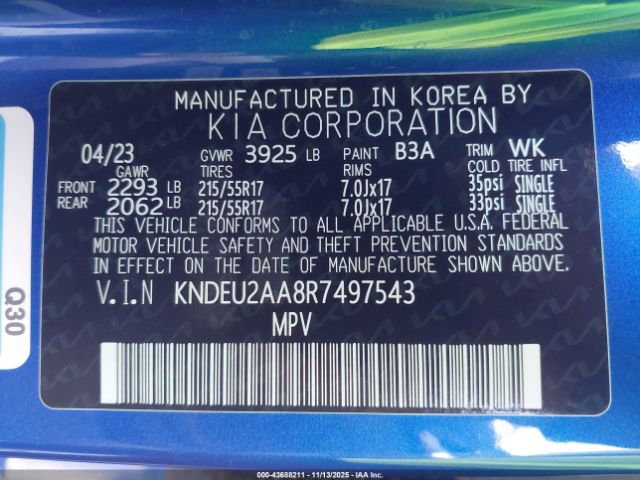 MANUFACTURED IN KOREA BY
KIA CORPORATION
04/23 GVWR 3925 LB PAINT B3A TRIM WK
GAWR RIMS COLD TIRE INFL
FRONT 2293 LB 215/55R17 7.0Jx17 35psi SINGLE
REAR 2062 LB 215/55R17 7.0Jx17 33psi SINGLE
THIS VEHICLE CONFORMS TO ALL APPLICABLE U.S.A. FEDERAL
MOTOR VEHICLE SAFETY AND THEFT PREVENTION STANDARDS
IN EFFECT ON THE DATE OF MANUFACTURE SHOWN ABOVE.
V.I.N KNDEU2AA8R7497543
MPV
Q30
000-43688211 - 11/13/2025 - IAA Inc.